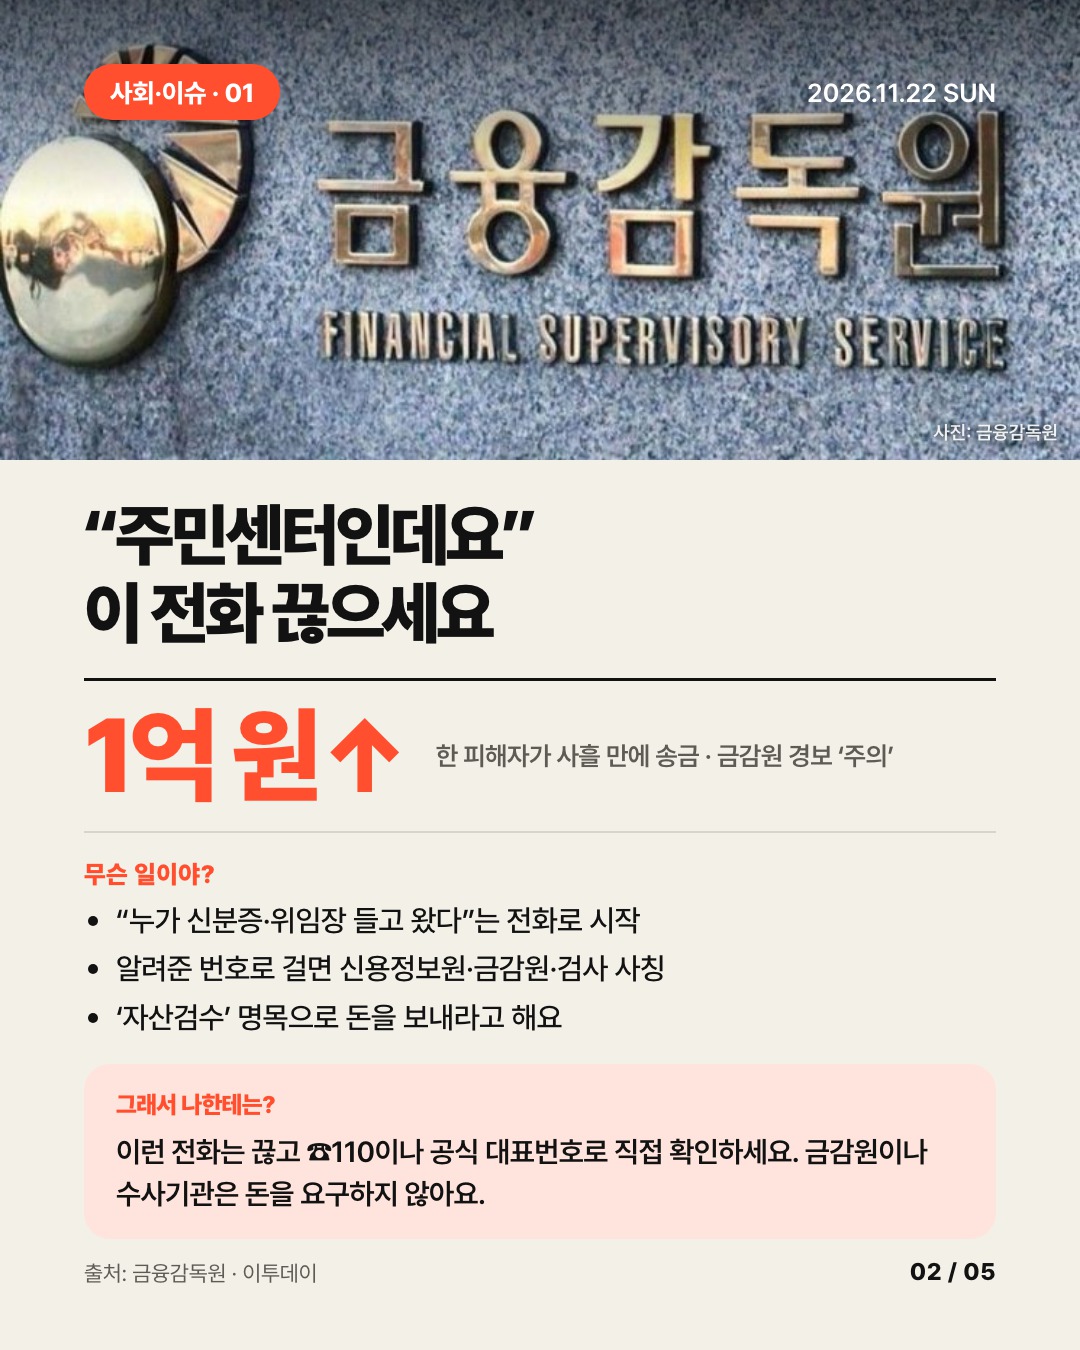 사회·이슈 · 01
2026.11.22 SUN
금융감독원
FINANCIAL SUPERVISORY SERVICE
사진: 금융감독원
“주민센터인데요”
이 전화 끊으세요
1억 원↑
한 피해자가 사흘 만에 송금 · 금감원 경보 ‘주의’
무슨 일이야?
• “누가 신분증·위임장 들고 왔다”는 전화로 시작
• 알려준 번호로 걸면 신용정보원·금감원·검사 사칭
• ‘자산검수’ 명목으로 돈을 보내라고 해요
그래서 나한테는?
이런 전화는 끊고 ☎110이나 공식 대표번호로 직접 확인하세요. 금감원이나
수사기관은 돈을 요구하지 않아요.
출처: 금융감독원 · 이투데이
02 / 05